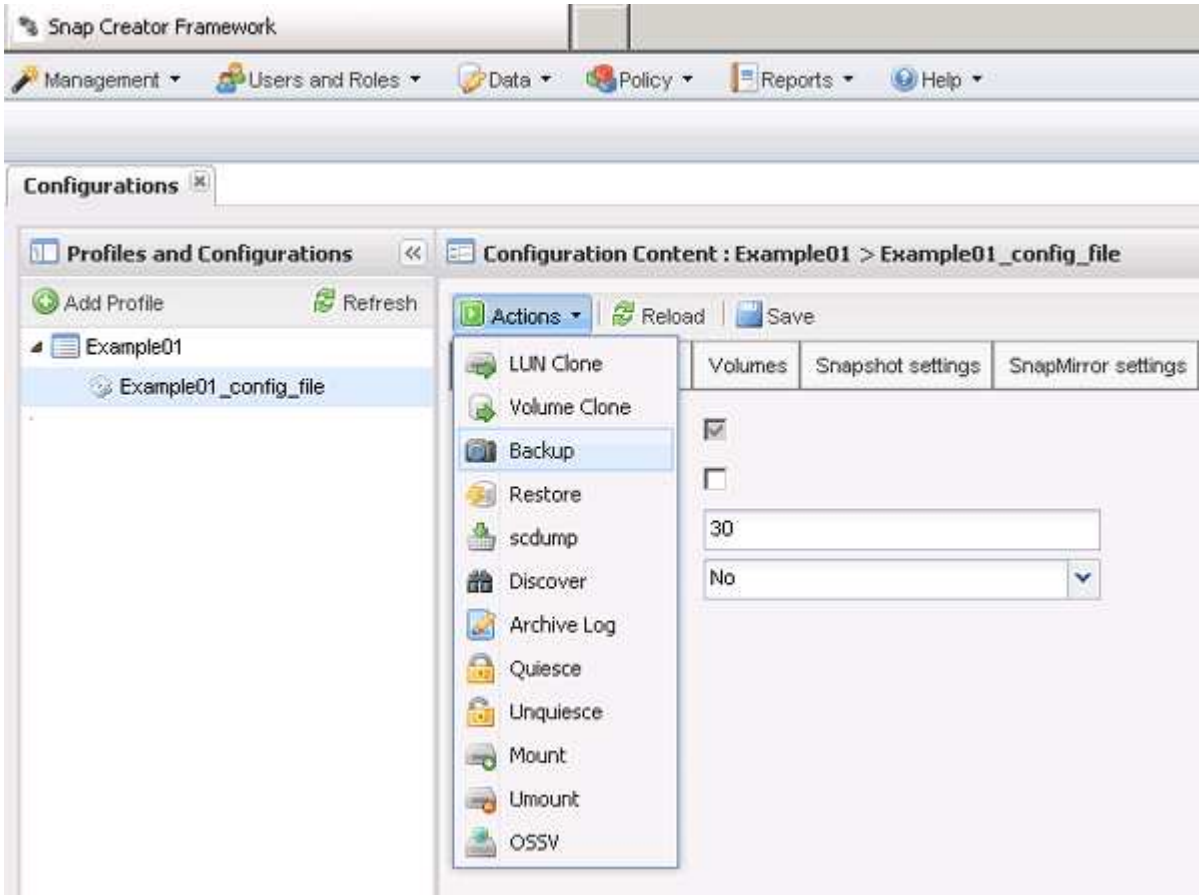 Snap Creator Framework
Management Users and Roles Data Policy Reports Help
Configurations
Profiles and Configurations
Configuration Content : Example01 > Example01_config_file
Add Profile Refresh
Actions Reload Save
Example01
Example01_config_file
Volumes Snapshot settings SnapMirror settings
LUN Clone
Volume Clone
Backup
Restore
scdump
Discover
Archive Log
Quiesce
Unquiesce
Mount
Umount
OSSV
30
No